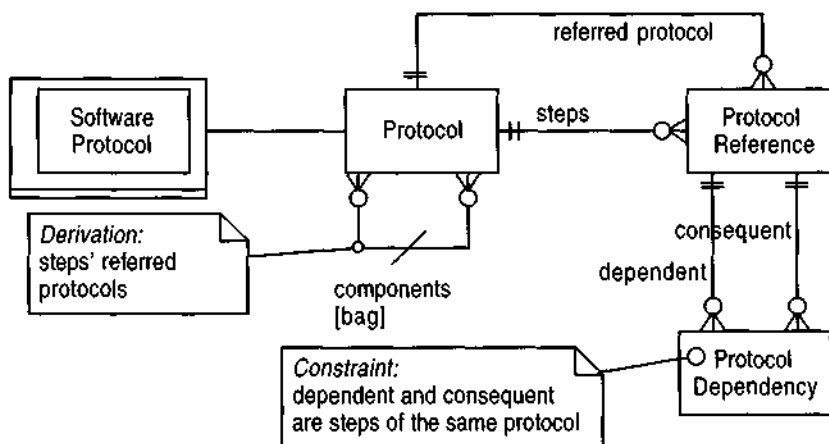 referred protocol
Software
Protocol
Protocol
steps
Protocol
Reference
Derivation:
steps' referred
protocols
components
[bag]
consequent
dependent
Constraint:
dependent and consequent
are steps of the same protocol
Protocol
Dependency